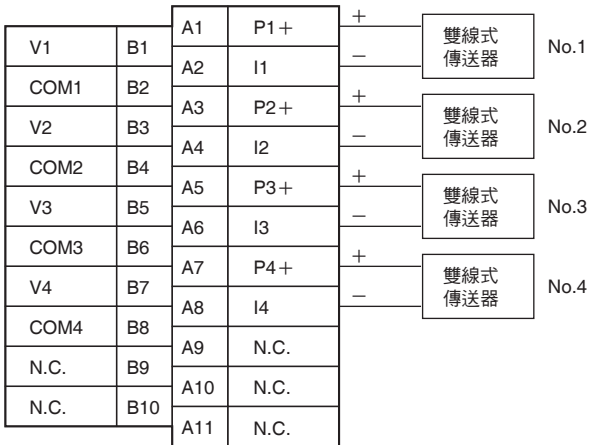 A1 P1+ + 雙線式 傳送器 No.1
V1 B1
A2 I1 −
COM1 B2
A3 P2+ + 雙線式 傳送器 No.2
V2 B3
A4 I2 −
COM2 B4
A5 P3+ + 雙線式 傳送器 No.3
V3 B5
A6 I3 −
COM3 B6
A7 P4+ + 雙線式 傳送器 No.4
V4 B7
A8 I4 −
COM4 B8
A9 N.C.
N.C. B9
A10 N.C.
N.C. B10
A11 N.C.